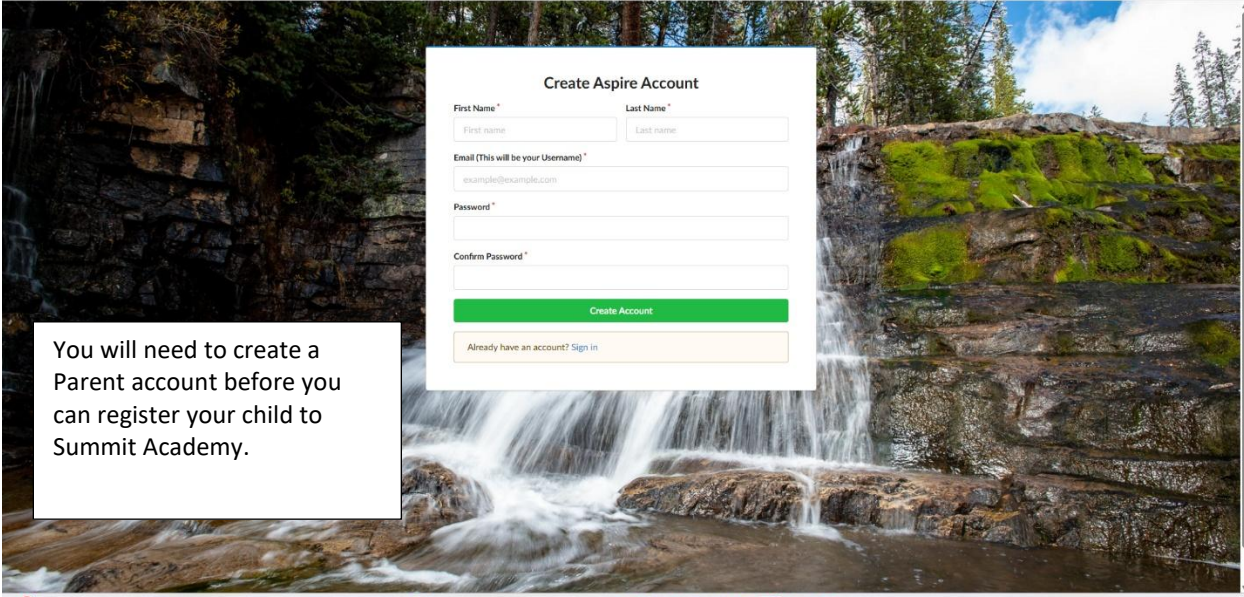 Create Aspire Account
First Name *
Last Name *
First name
Last name
Email (This will be your Username) *
example@example.com
Password *
Confirm Password *
Create Account
Already have an account? Sign in
You will need to create a
Parent account before you
can register your child to
Summit Academy.